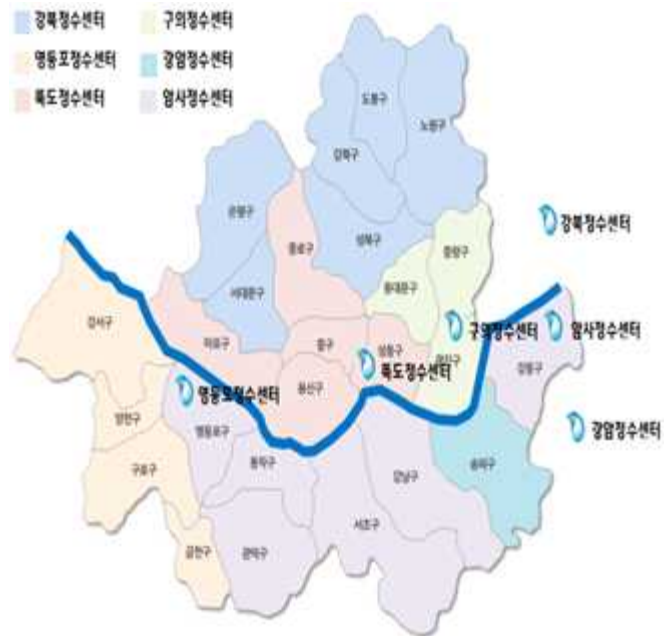 강북정수센터
구의정수센터
영등포정수센터
광암정수센터
뚝도정수센터
암사정수센터
도봉구
노원구
강북구
은평구
종로구
성북구
중랑구
강북정수센터
서대문구
동대문구
강서구
마포구
중구
성동구
광진구
구의정수센터
암사정수센터
뚝도정수센터
강동구
영등포정수센터
용산구
양천구
영등포구
광암정수센터
구로구
동작구
강남구
송파구
서초구
금천구
관악구